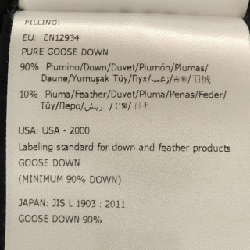 FILLING:
EU: EN12934
PURE GOOSE DOWN
90% Piumino/Down/Duvet/Plumón/Plumas/
Daune/Yumuşak Tüy/Пух/
10% Piuma/Feather/Duvet/Pluma/Penas/Feder/
Tüy/Перо/
USA: USA - 2000
Labeling standard for down and feather products
GOOSE DOWN
(MINIMUM 90% DOWN)
JAPAN: JIS L 1903 : 2011
GOOSE DOWN 90%